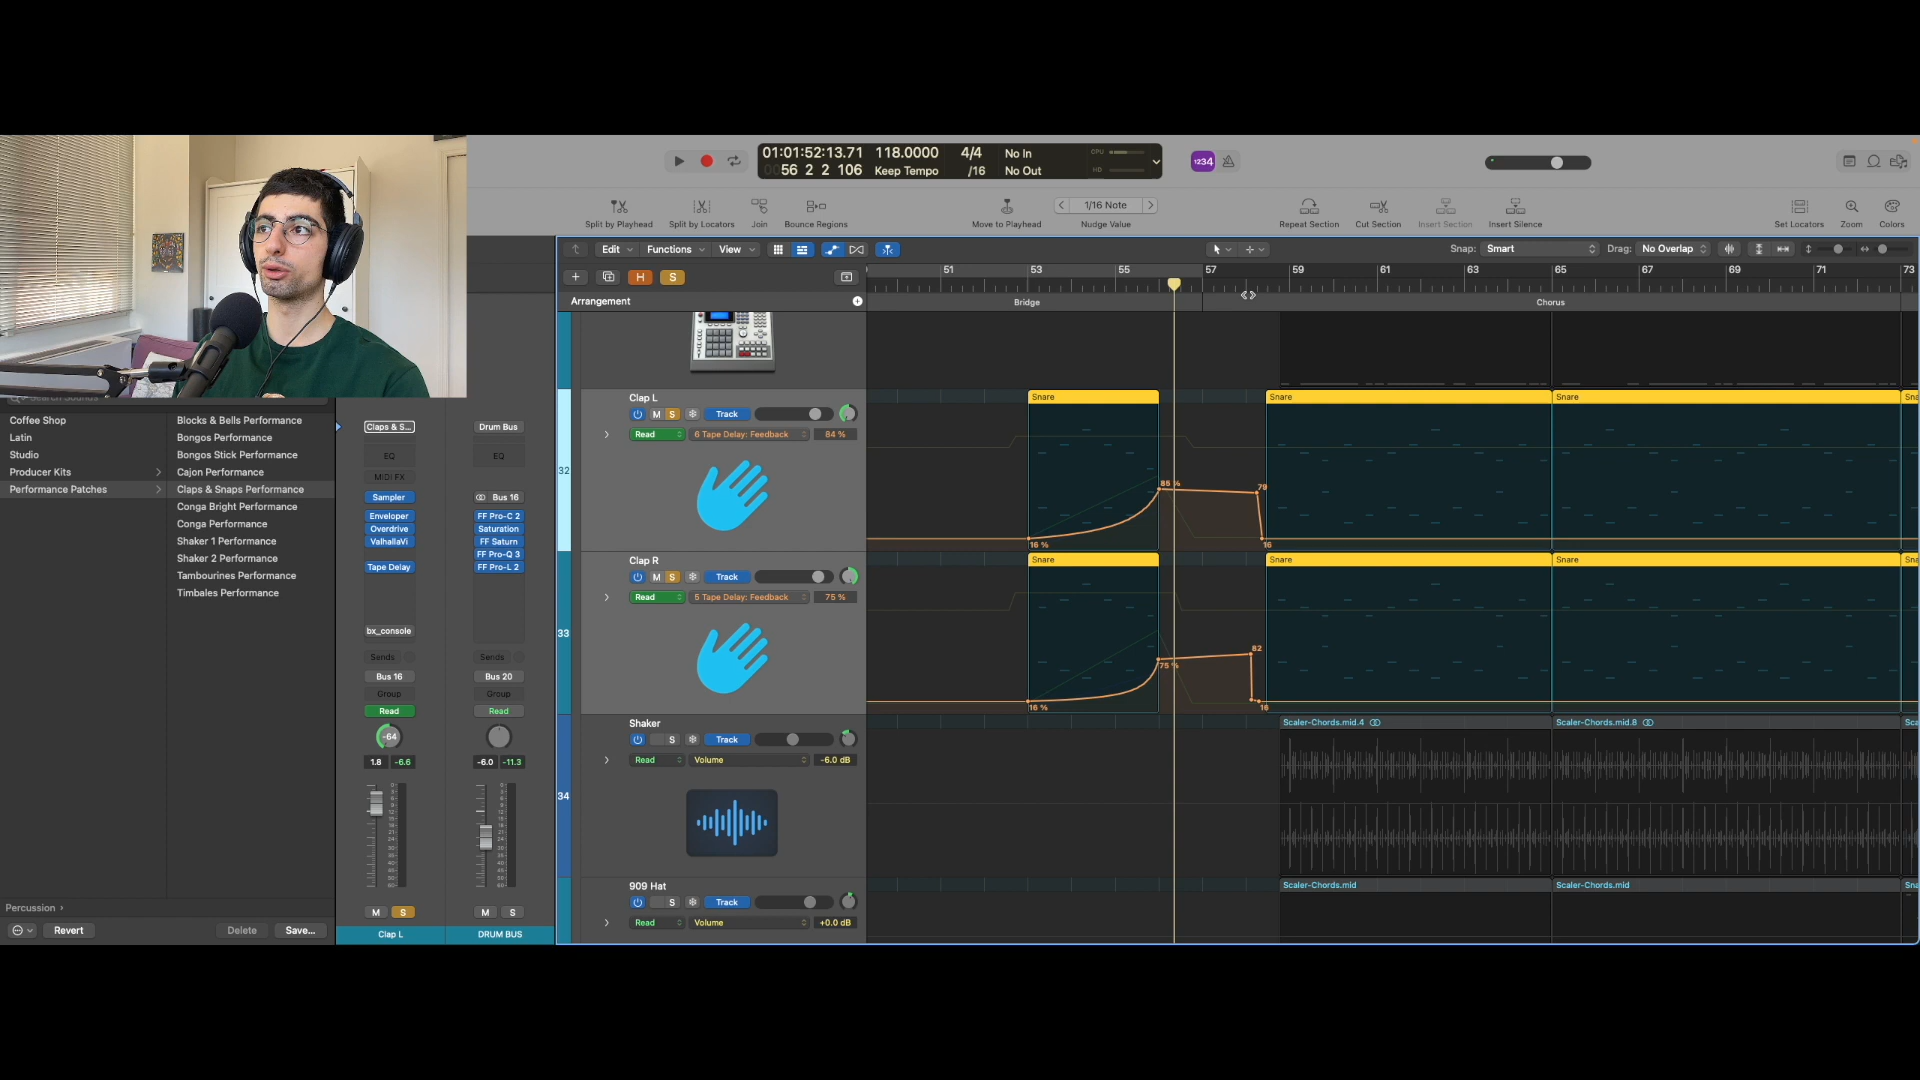 01:01:52:13.71
118.0000
4/4
No In
CPU
56 2 2 106
Keep Tempo
/16
No Out
HD
1234
Split by Playhead
Split by Locators
Join
Bounce Regions
Move to Playhead
1/16 Note
Nudge Value
Repeat Section
Cut Section
Insert Section
Insert Silence
Set Locators
Zoom
Colors
Edit
Functions
View
Snap:
Smart
Drag:
No Overlap
H
S
51
53
55
57
59
61
63
65
67
69
71
73
Arrangement
Bridge
Chorus
Search Sounds
Coffee Shop
Latin
Studio
Producer Kits
Performance Patches
Blocks & Bells Performance
Bongos Performance
Bongos Stick Performance
Cajon Performance
Claps & Snaps Performance
Conga Bright Performance
Conga Performance
Shaker 1 Performance
Shaker 2 Performance
Tambourines Performance
Timbales Performance
Percussion
Revert
Delete
Save...
Claps & S...
EQ
MIDI FX
Sampler
Enveloper
Overdrive
ValhallaVi
Tape Delay
bx_console
Sends
Bus 16
Group
Read
-64
1.8
-6.6
M
S
Clap L
Drum Bus
EQ
Bus 16
FF Pro-C 2
Saturation
FF Saturn
FF Pro-Q 3
FF Pro-L 2
Sends
Bus 20
Group
Read
-6.0
-11.3
M
S
DRUM BUS
32
Clap L
M
S
Track
Read
6 Tape Delay: Feedback
84 %
Snare
Snare
Snare
Sna
16 %
85 %
79
16
33
Clap R
M
S
Track
Read
5 Tape Delay: Feedback
75 %
Snare
Snare
Snare
Sna
16 %
75 %
82
16
34
Shaker
S
Track
Read
Volume
-6.0 dB
Scaler-Chords.mid.4
Scaler-Chords.mid.8
Sca
909 Hat
S
Track
Read
Volume
+0.0 dB
Scaler-Chords.mid
Scaler-Chords.mid
Sna